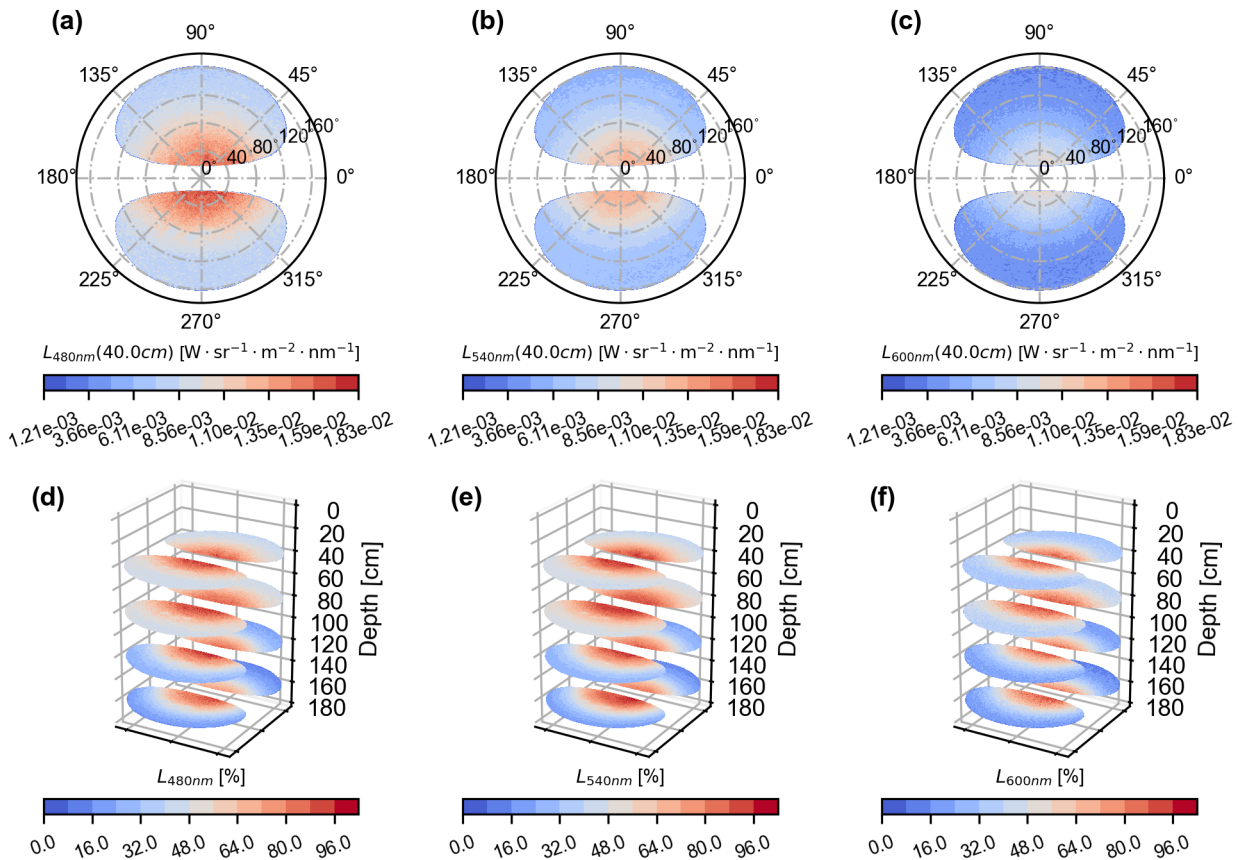 (a)
(b)
(c)
90°
90°
90°
135°
45°
135°
45°
135°
45°
0° 40° 80° 120° 160°
0° 40° 80° 120° 160°
0° 40° 80° 120° 160°
180°
0°
180°
0°
180°
0°
225°
315°
225°
315°
225°
315°
270°
270°
270°
L480nm(40.0cm) [W · sr⁻¹ · m⁻² · nm⁻¹]
L540nm(40.0cm) [W · sr⁻¹ · m⁻² · nm⁻¹]
L600nm(40.0cm) [W · sr⁻¹ · m⁻² · nm⁻¹]
1.21e-03 3.66e-03 6.11e-03 8.56e-03 1.10e-02 1.35e-02 1.59e-02 1.83e-02
1.21e-03 3.66e-03 6.11e-03 8.56e-03 1.10e-02 1.35e-02 1.59e-02 1.83e-02
1.21e-03 3.66e-03 6.11e-03 8.56e-03 1.10e-02 1.35e-02 1.59e-02 1.83e-02
(d)
0
20
40
60
80
100
120
140
160
180
Depth [cm]
(e)
0
20
40
60
80
100
120
140
160
180
Depth [cm]
(f)
0
20
40
60
80
100
120
140
160
180
Depth [cm]
L480nm [%]
L540nm [%]
L600nm [%]
0.0 16.0 32.0 48.0 64.0 80.0 96.0
0.0 16.0 32.0 48.0 64.0 80.0 96.0
0.0 16.0 32.0 48.0 64.0 80.0 96.0